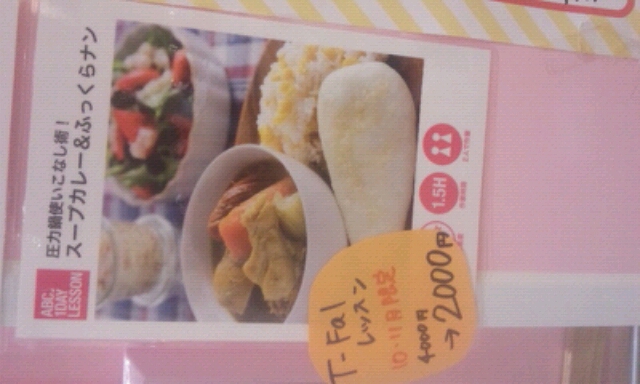 ABC
1DAY
LESSON
圧力鍋使いこなし術！
スープカレー&ふっくらナン
1.5H
T-Fal
レッスン
10・11月限定
4000円
→2000円